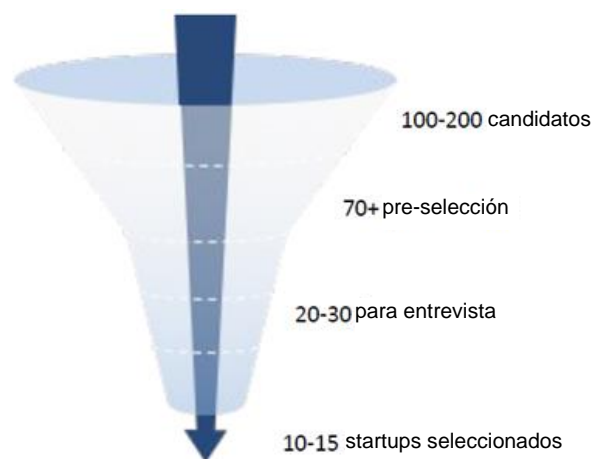 100-200 candidatos
70+ pre-selección
20-30 para entrevista
10-15 startups seleccionados